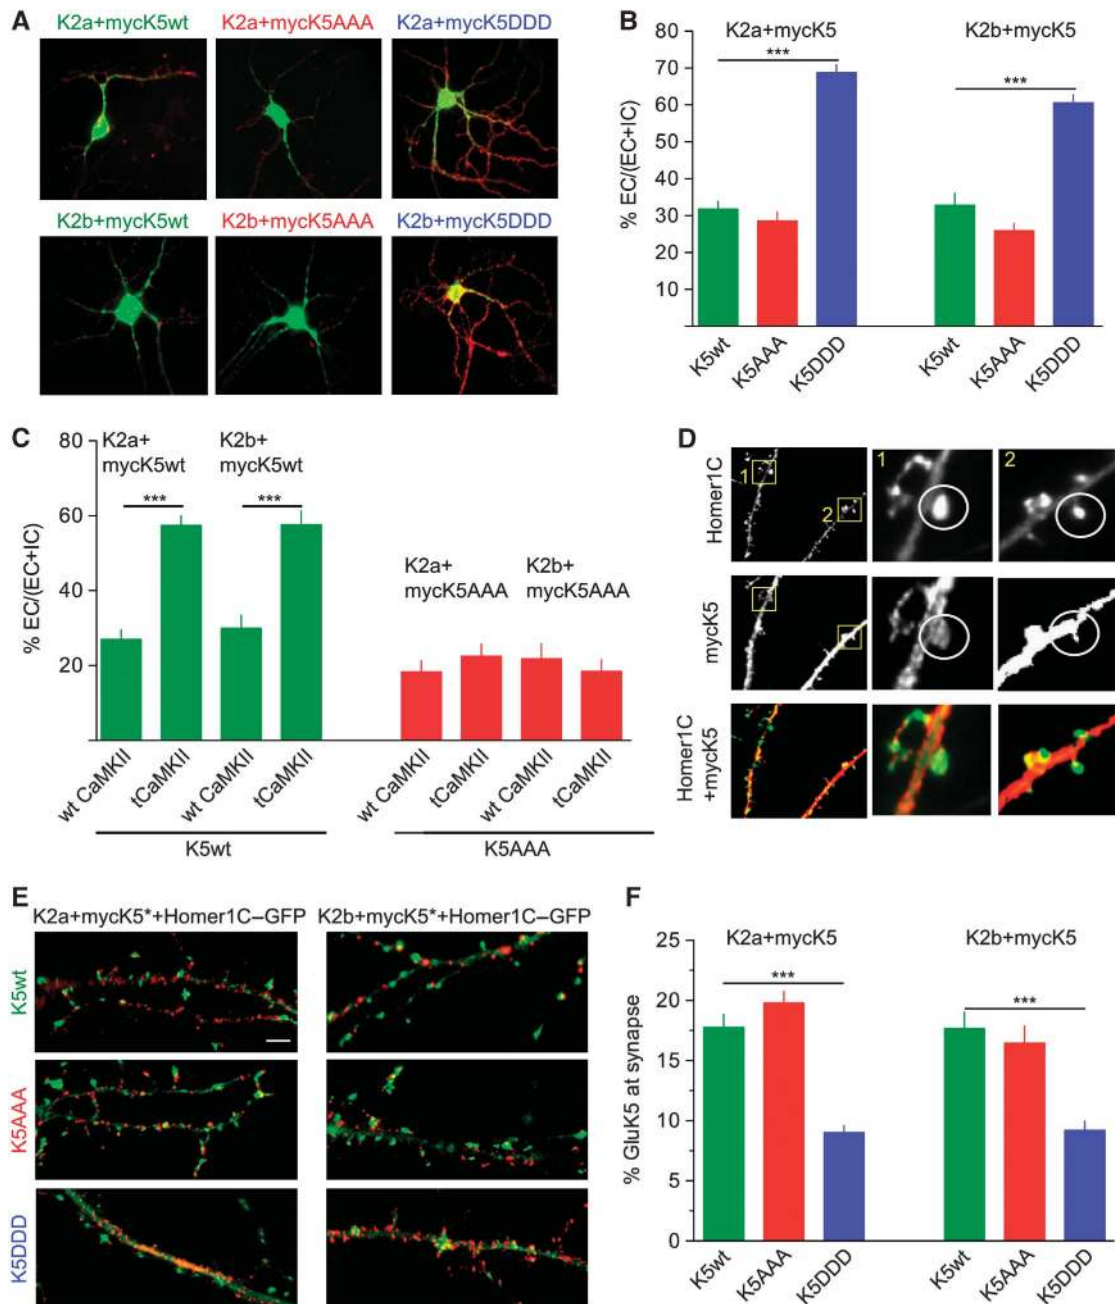 A
K2a+mycK5wt K2a+mycK5AAA K2a+mycK5DDD
K2b+mycK5wt K2b+mycK5AAA K2b+mycK5DDD
B
K2a+mycK5 K2b+mycK5
*** ***
% EC/(EC+IC)
80
70
60
50
40
30
20
10
K5wt K5AAA K5DDD K5wt K5AAA K5DDD
C
% EC/(EC+IC)
80
60
40
20
K2a+ K2b+
mycK5wt mycK5wt
*** ***
K2a+ K2b+
mycK5AAA mycK5AAA
wt CaMKII tCaMKII wt CaMKII tCaMKII wt CaMKII tCaMKII wt CaMKII tCaMKII
K5wt K5AAA
D
Homer1C
1 2 1 2
mycK5
Homer1C
+mycK5
E
K2a+mycK5*+Homer1C–GFP K2b+mycK5*+Homer1C–GFP
K5wt
K5AAA
K5DDD
F
K2a+mycK5 K2b+mycK5
*** ***
% GluK5 at synapse
25
20
15
10
5
0
K5wt K5AAA K5DDD K5wt K5AAA K5DDD